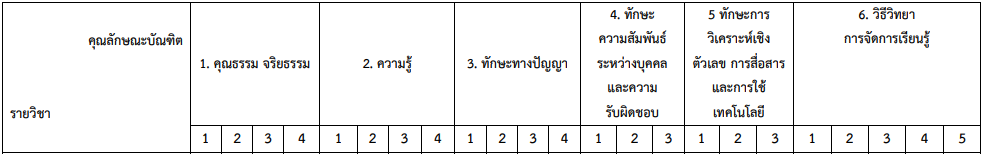 คุณลักษณะบัณฑิต
รายวิชา
1. คุณธรรม จริยธรรม
2. ความรู้
3. ทักษะทางปัญญา
4. ทักษะ
ความสัมพันธ์
ระหว่างบุคคล
และความ
รับผิดชอบ
5 ทักษะการ
วิเคราะห์เชิง
ตัวเลข การสื่อสาร
และการใช้
เทคโนโลยี
6. วิธีวิทยา
การจัดการเรียนรู้
1 2 3 4 1 2 3 4 1 2 3 4 1 2 3 1 2 3 1 2 3 4 5